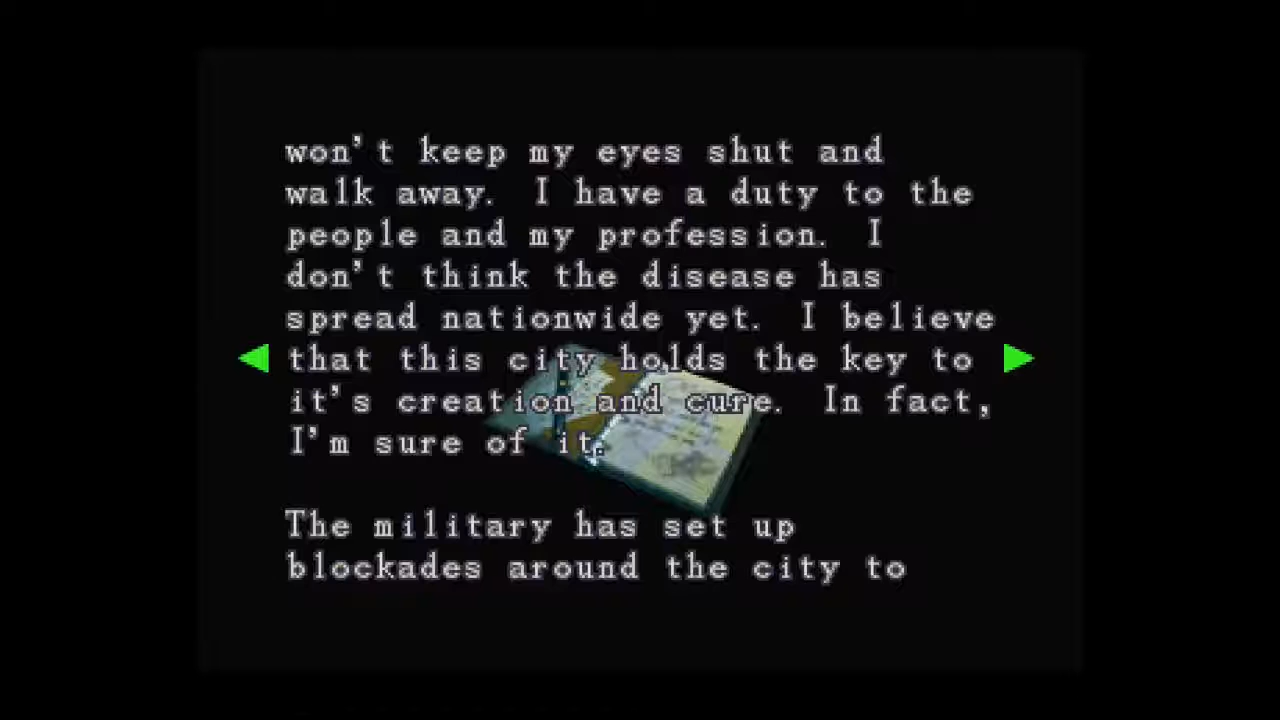 won't keep my eyes shut and
walk away. I have a duty to the
people and my profession. I
don't think the disease has
spread nationwide yet. I believe
that this city holds the key to
it's creation and cure. In fact,
I'm sure of it.
The military has set up
blockades around the city to